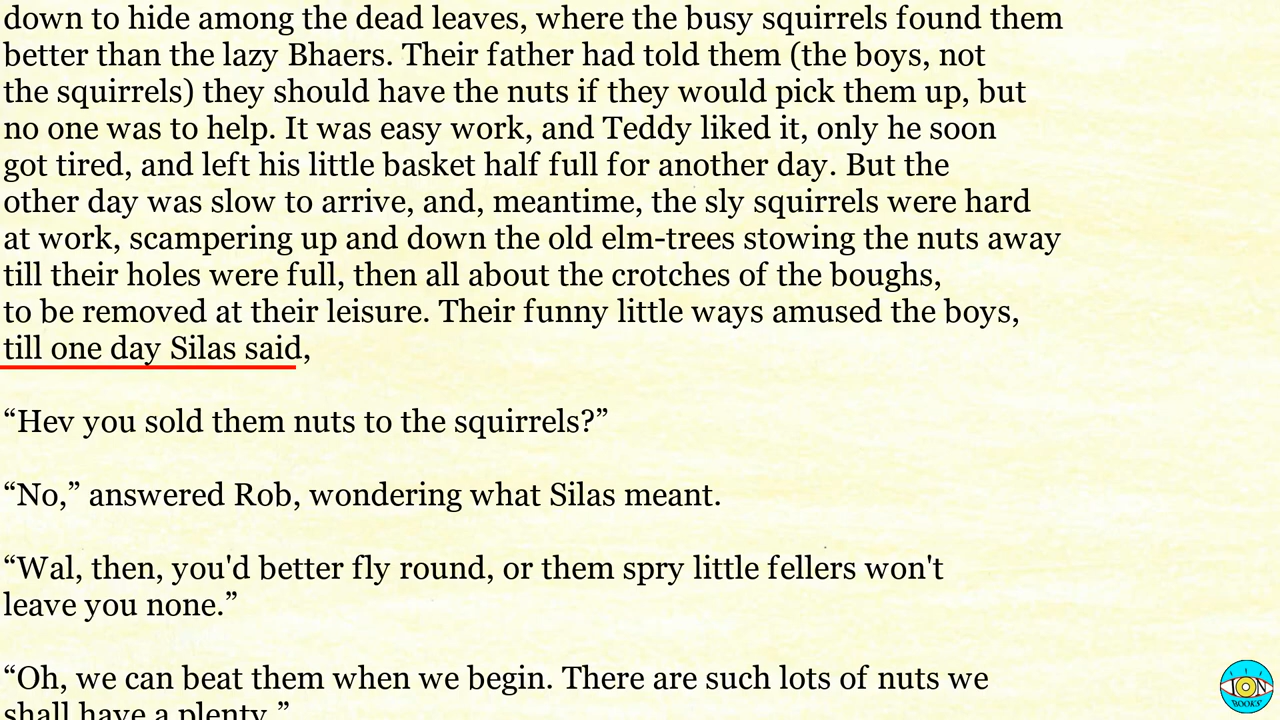 down to hide among the dead leaves, where the busy squirrels found them
better than the lazy Bhaers. Their father had told them (the boys, not
the squirrels) they should have the nuts if they would pick them up, but
no one was to help. It was easy work, and Teddy liked it, only he soon
got tired, and left his little basket half full for another day. But the
other day was slow to arrive, and, meantime, the sly squirrels were hard
at work, scampering up and down the old elm-trees stowing the nuts away
till their holes were full, then all about the crotches of the boughs,
to be removed at their leisure. Their funny little ways amused the boys,
till one day Silas said,
“Hev you sold them nuts to the squirrels?”
“No,” answered Rob, wondering what Silas meant.
“Wal, then, you'd better fly round, or them spry little fellers won't
leave you none.”
“Oh, we can beat them when we begin. There are such lots of nuts we
shall have a plenty.”
ION
BOOKS